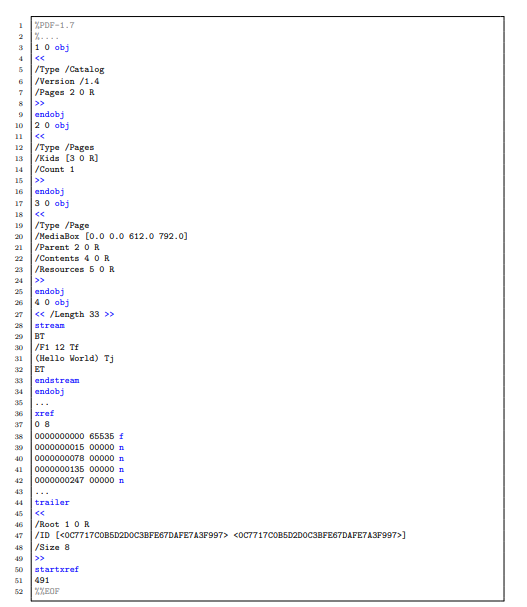 1 %PDF-1.7
2 %....
3 1 0 obj
4 <<
5 /Type /Catalog
6 /Version /1.4
7 /Pages 2 0 R
8 >>
9 endobj
10 2 0 obj
11 <<
12 /Type /Pages
13 /Kids [3 0 R]
14 /Count 1
15 >>
16 endobj
17 3 0 obj
18 <<
19 /Type /Page
20 /MediaBox [0.0 0.0 612.0 792.0]
21 /Parent 2 0 R
22 /Contents 4 0 R
23 /Resources 5 0 R
24 >>
25 endobj
26 4 0 obj
27 << /Length 33 >>
28 stream
29 BT
30 /F1 12 Tf
31 (Hello World) Tj
32 ET
33 endstream
34 endobj
35 ...
36 xref
37 0 8
38 0000000000 65535 f
39 0000000015 00000 n
40 0000000078 00000 n
41 0000000135 00000 n
42 0000000247 00000 n
43 ...
44 trailer
45 <<
46 /Root 1 0 R
47 /ID [<0C7717C0B5D2D0C3BFE67DAFE7A3F997> <0C7717C0B5D2D0C3BFE67DAFE7A3F997>]
48 /Size 8
49 >>
50 startxref
51 491
52 %%EOF